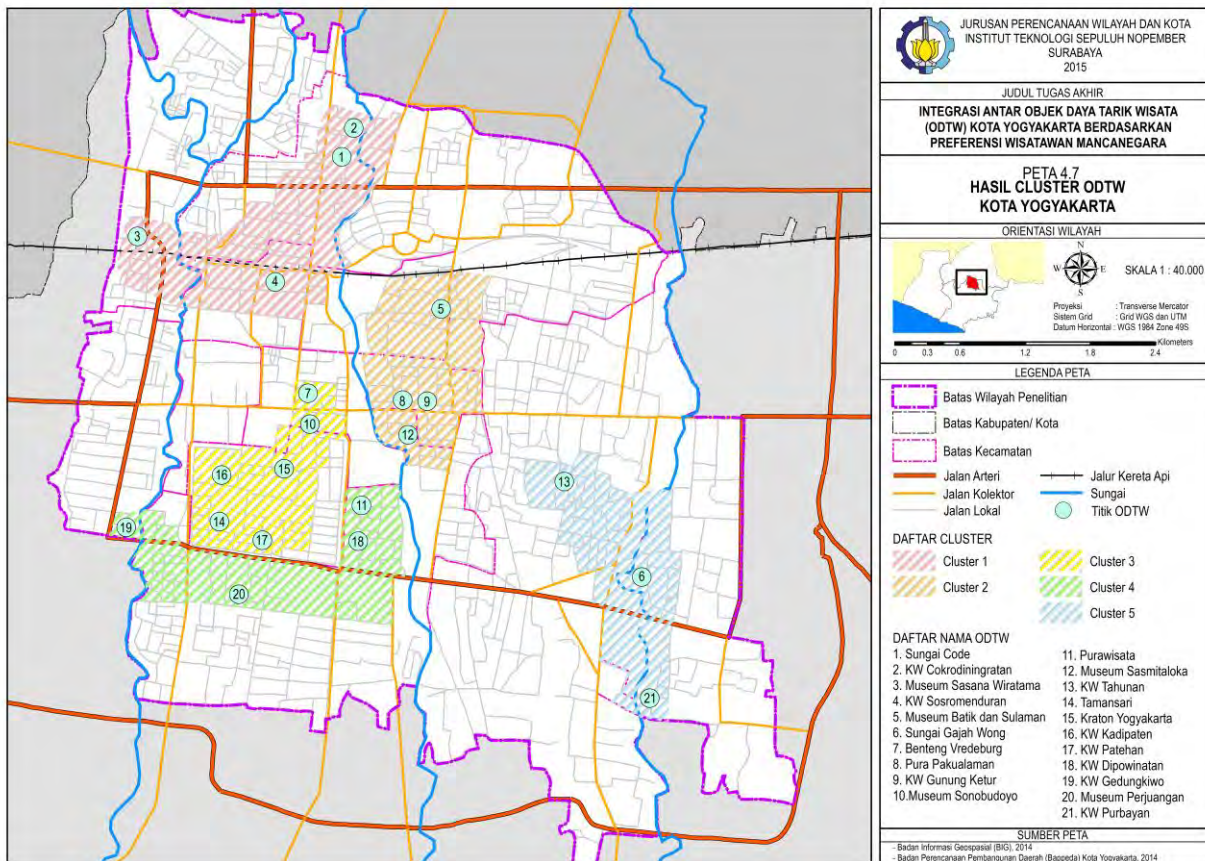 JURUSAN PERENCANAAN WILAYAH DAN KOTA
INSTITUT TEKNOLOGI SEPULUH NOPEMBER
SURABAYA
2015
JUDUL TUGAS AKHIR
INTEGRASI ANTAR OBJEK DAYA TARIK WISATA
(ODTW) KOTA YOGYAKARTA BERDASARKAN
PREFERENSI WISATAWAN MANCANEGARA
PETA 4.7
HASIL CLUSTER ODTW
KOTA YOGYAKARTA
ORIENTASI WILAYAH
N
W E
S
SKALA 1 : 40.000
Proyeksi : Transverse Mercator
Sistem Grid : Grid WGS dan UTM
Datum Horizontal : WGS 1984 Zone 49S
Kilometers
0 0.3 0.6 1.2 1.8 2.4
LEGENDA PETA
Batas Wilayah Penelitian
Batas Kabupaten/ Kota
Batas Kecamatan
Jalan Arteri
Jalan Kolektor
Jalan Lokal
Jalur Kereta Api
Sungai
Titik ODTW
DAFTAR CLUSTER
Cluster 1
Cluster 2
Cluster 3
Cluster 4
Cluster 5
DAFTAR NAMA ODTW
1. Sungai Code
2. KW Cokrodiningratan
3. Museum Sasana Wiratama
4. KW Sosromenduran
5. Museum Batik dan Sulaman
6. Sungai Gajah Wong
7. Benteng Vredeburg
8. Pura Pakualaman
9. KW Gunung Ketur
10.Museum Sonobudoyo
11. Purawisata
12. Museum Sasmitaloka
13. KW Tahunan
14. Tamansari
15. Kraton Yogyakarta
16. KW Kadipaten
17. KW Patehan
18. KW Dipowinatan
19. KW Gedungkiwo
20. Museum Perjuangan
21. KW Purbayan
SUMBER PETA
- Badan Informasi Geospasial (BIG), 2014
- Badan Perencanaan Pembangunan Daerah (Bappeda) Kota Yogyakarta, 2014
2
1
3
4
5
7
8
9
10
12
15
16
13
11
19
14
17
18
6
20
21